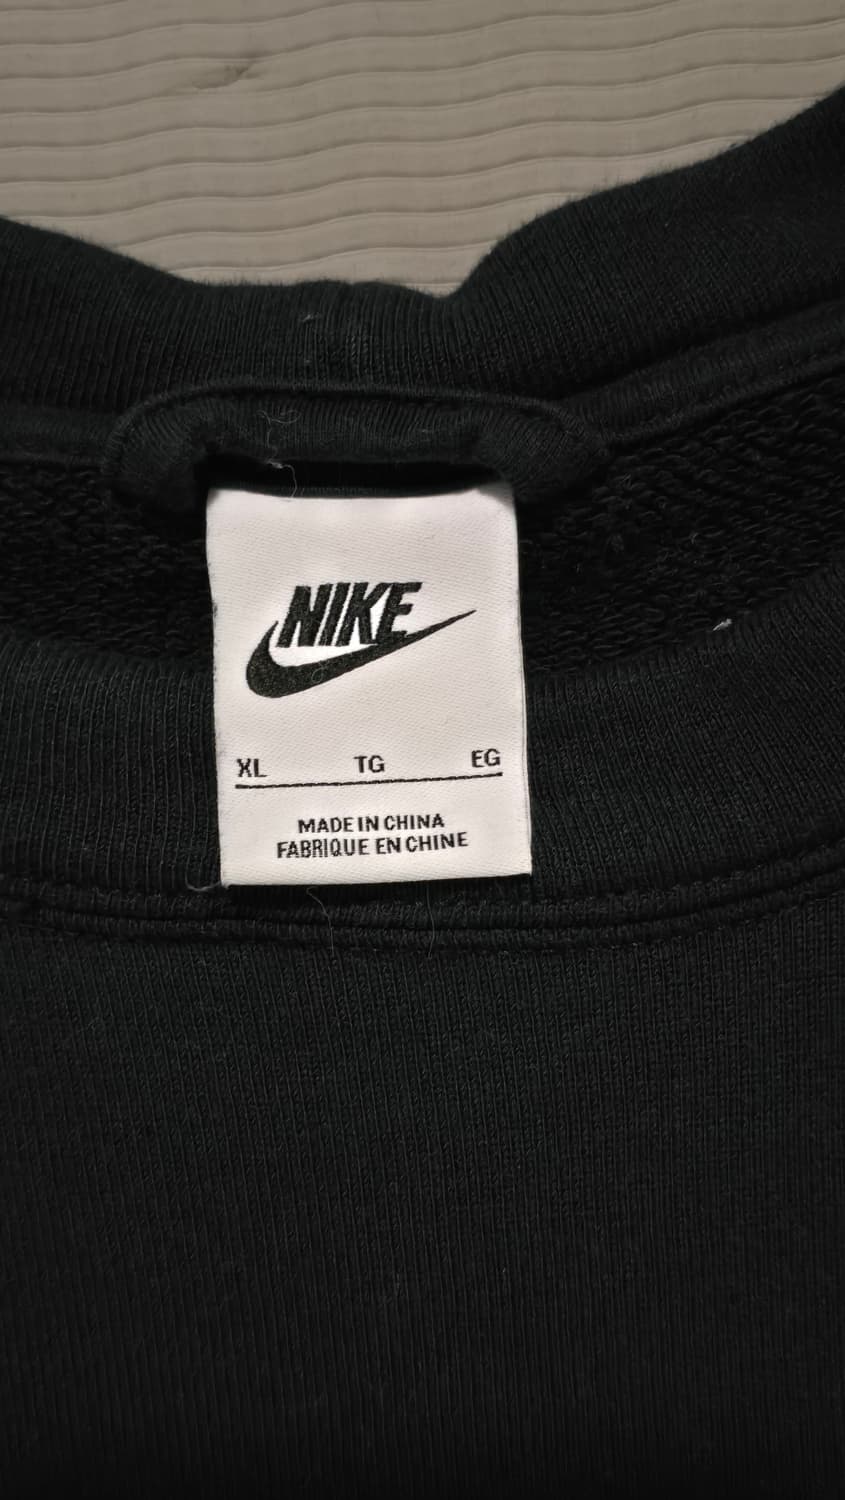 NIKE
XL TG EG
MADE IN CHINA
FABRIQUE EN CHINE